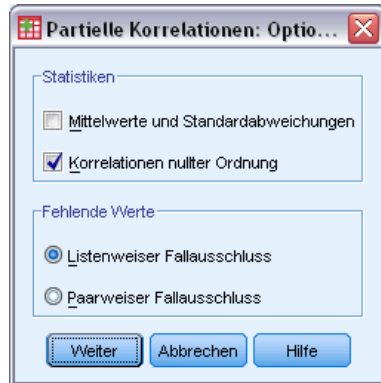 Partielle Korrelationen: Optio...
Statistiken
Mittelwerte und Standardabweichungen
Korrelationen nullter Ordnung
Fehlende Werte
Listenweiser Fallausschluss
Paarweiser Fallausschluss
Weiter Abbrechen Hilfe